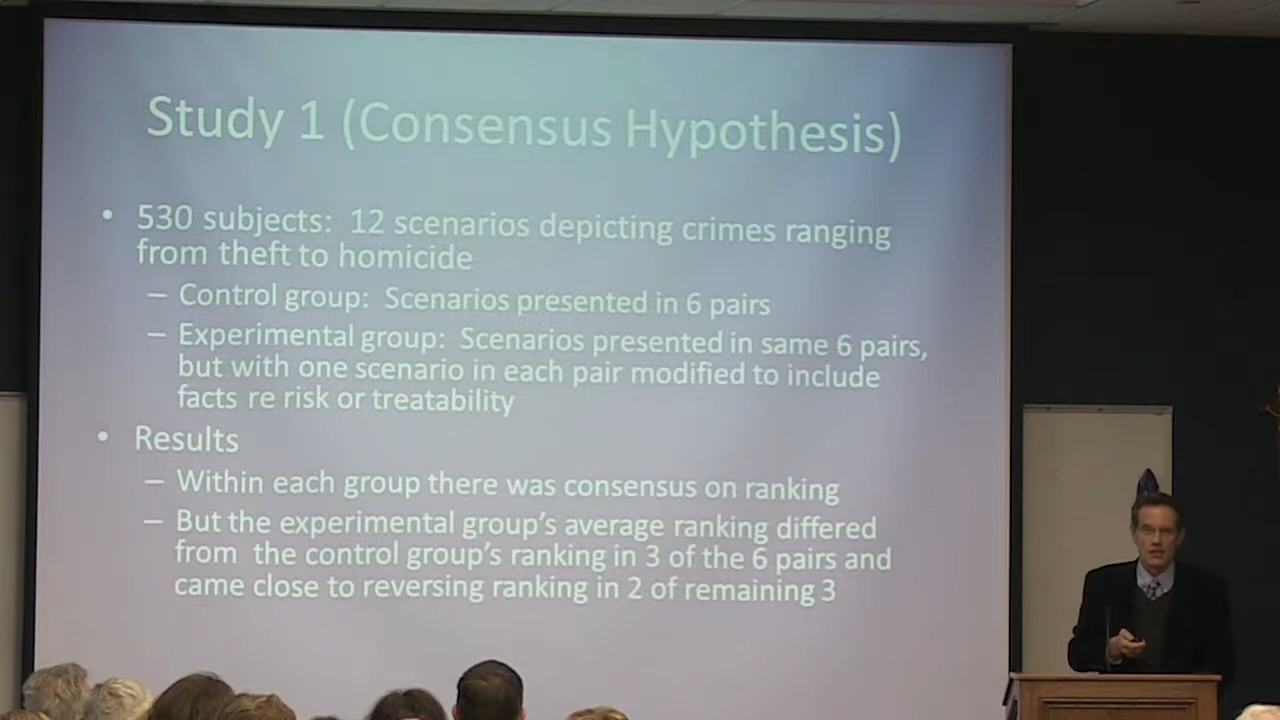 Study 1 (Consensus Hypothesis)
• 530 subjects: 12 scenarios depicting crimes ranging
from theft to homicide
– Control group: Scenarios presented in 6 pairs
– Experimental group: Scenarios presented in same 6 pairs,
but with one scenario in each pair modified to include
facts re risk or treatability
• Results
– Within each group there was consensus on ranking
– But the experimental group's average ranking differed
from the control group's ranking in 3 of the 6 pairs and
came close to reversing ranking in 2 of remaining 3